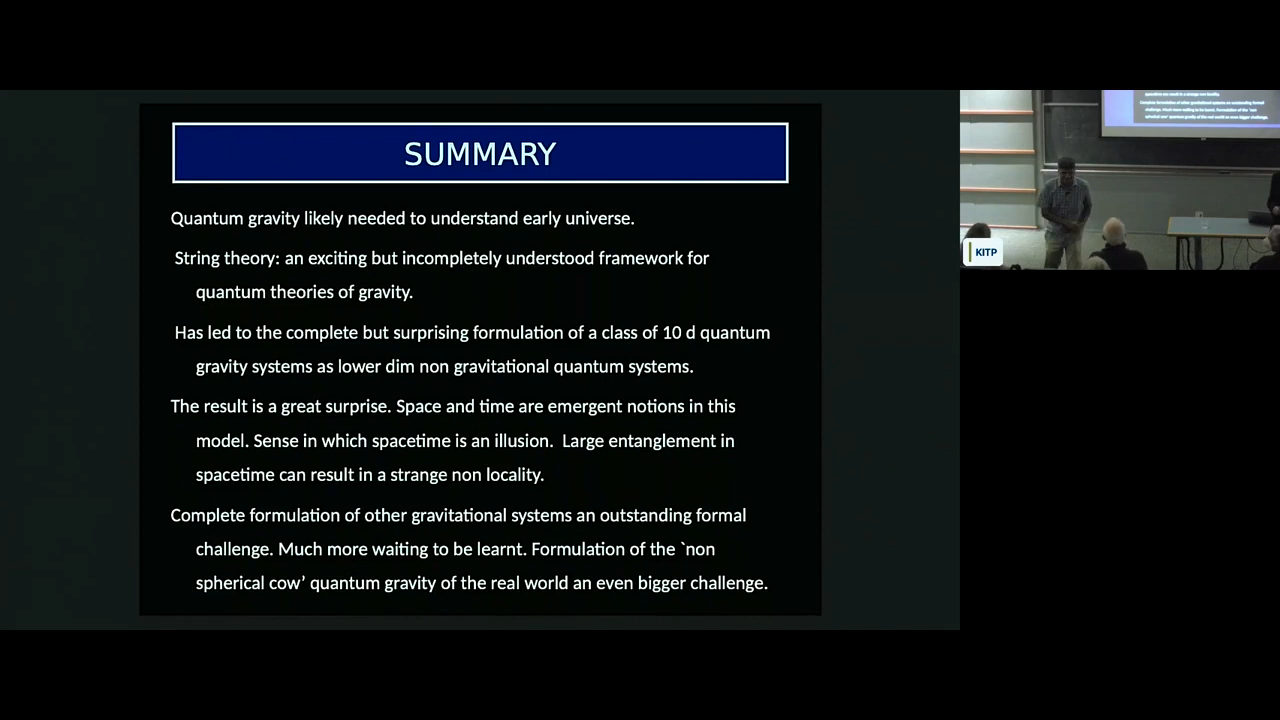 SUMMARY
Quantum gravity likely needed to understand early universe.
String theory: an exciting but incompletely understood framework for
quantum theories of gravity.
Has led to the complete but surprising formulation of a class of 10 d quantum
gravity systems as lower dim non gravitational quantum systems.
The result is a great surprise. Space and time are emergent notions in this
model. Sense in which spacetime is an illusion.  Large entanglement in
spacetime can result in a strange non locality.
Complete formulation of other gravitational systems an outstanding formal
challenge. Much more waiting to be learnt. Formulation of the `non
spherical cow’ quantum gravity of the real world an even bigger challenge.
KITP